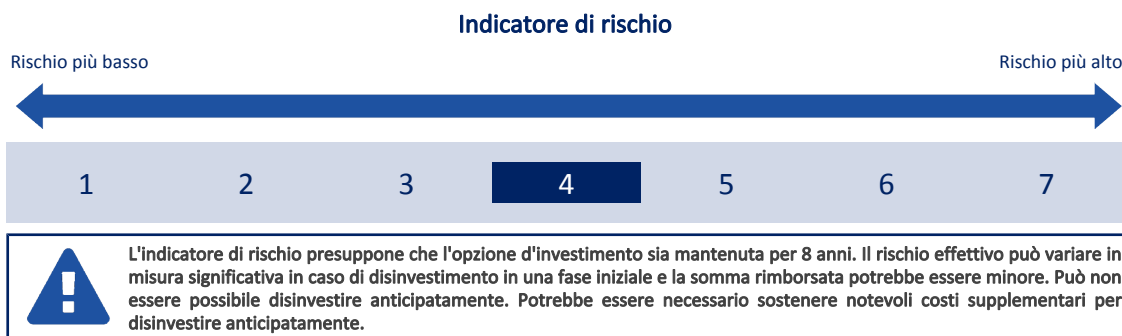 Indicatore di rischio
Rischio più basso
Rischio più alto
1 2 3 4 5 6 7
L'indicatore di rischio presuppone che l'opzione d'investimento sia mantenuta per 8 anni. Il rischio effettivo può variare in
misura significativa in caso di disinvestimento in una fase iniziale e la somma rimborsata potrebbe essere minore. Può non
essere possibile disinvestire anticipatamente. Potrebbe essere necessario sostenere notevoli costi supplementari per
disinvestire anticipatamente.